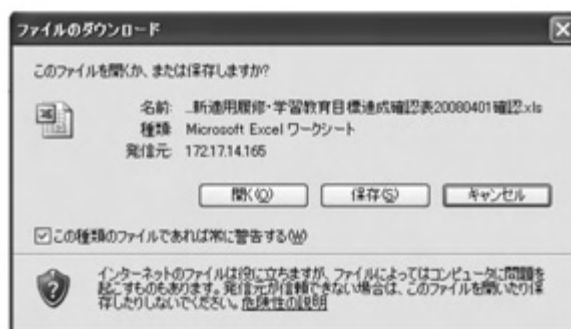 ファイルのダウンロード
このファイルを開くか、または保存しますか?
名前: ...新適用履修・学習教育目標達成確認表20080401確認.xls
種類: Microsoft Excel ワークシート
発信元: 172.17.14.165
開く(O) 保存(S) キャンセル
この種類のファイルであれば常に警告する(W)
インターネットのファイルは役に立ちますが、ファイルによってはコンピュータに問題を
起こすものもあります。発信元が信頼できない場合は、このファイルを開いたり保
存したりしないでください。危険性の説明